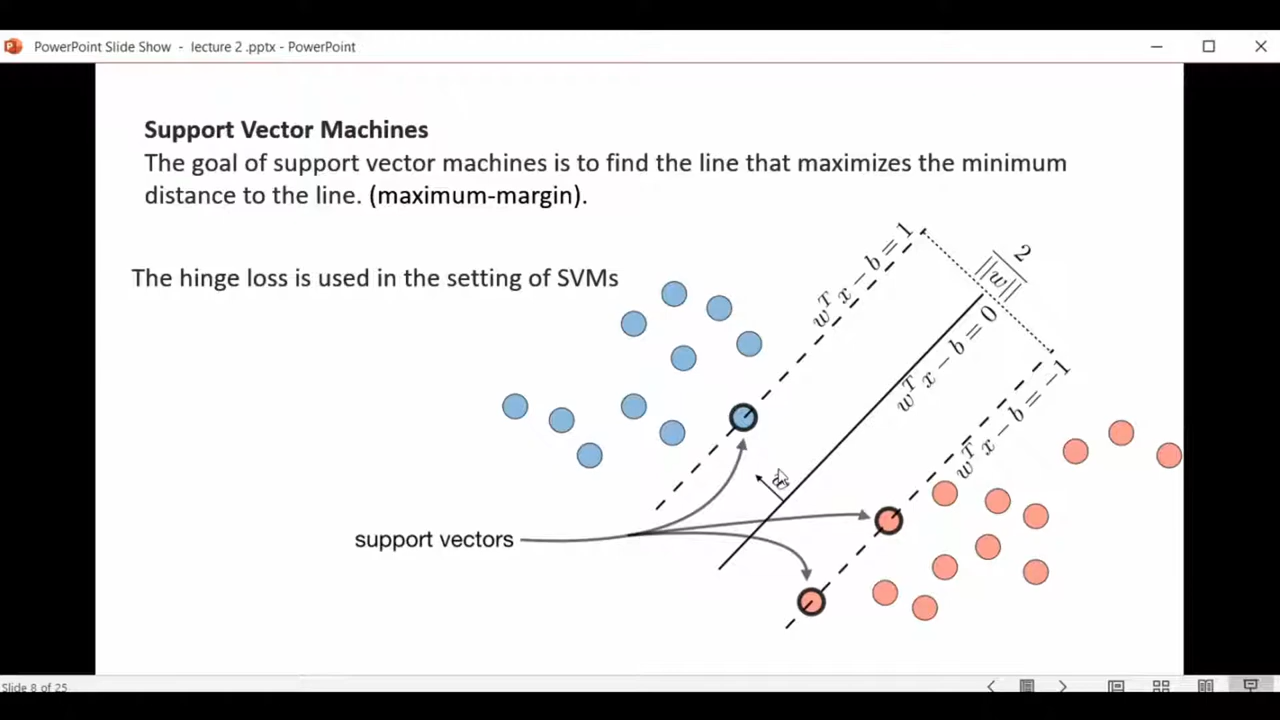 PowerPoint Slide Show - lecture 2 .pptx - PowerPoint
Support Vector Machines
The goal of support vector machines is to find the line that maximizes the minimum
distance to the line. (maximum-margin).
The hinge loss is used in the setting of SVMs
w^T x − b = 1
2
||w||
w^T x − b = 0
w^T x − b = −1
support vectors
Slide 8 of 25